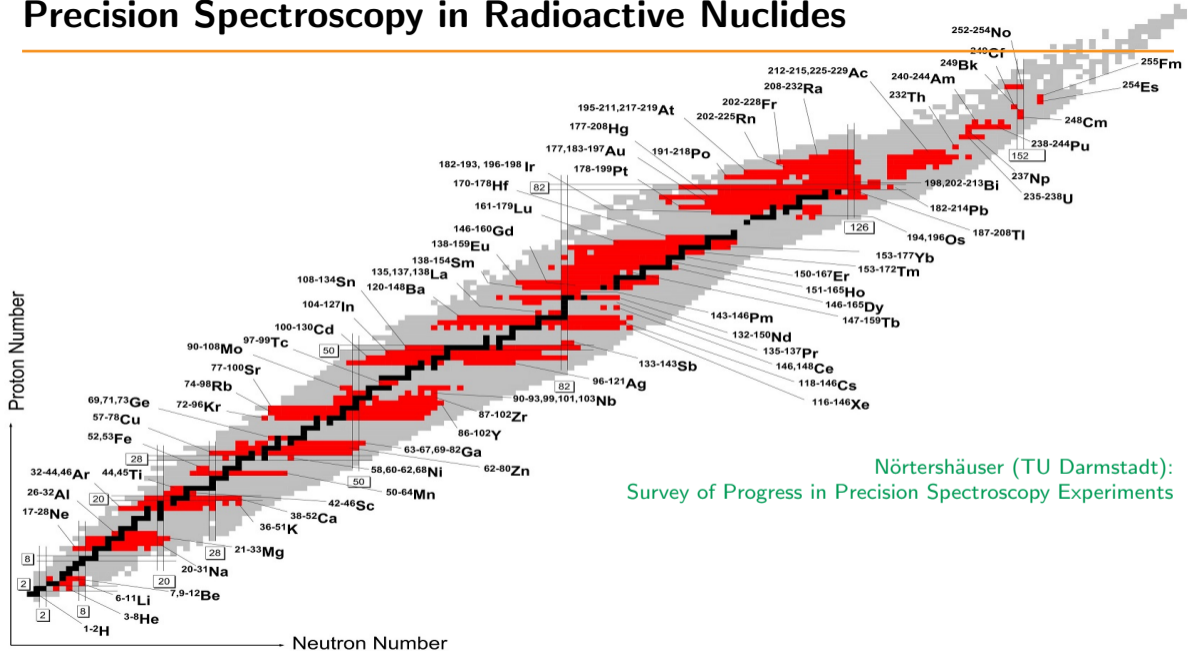 Precision Spectroscopy in Radioactive Nuclides
252-254No
249Cf
249Bk
255Fm
254Es
240-244Am
212-215,225-229Ac
232Th
208-232Ra
202-228Fr
202-225Rn
195-211,217-219At
177-208Hg
191-218Po
177,183-197Au
178-199Pt
248Cm
238-244Pu
152
237Np
235-238U
182-193, 196-198 Ir
82
170-178Hf
198,202-213Bi
182-214Pb
161-179Lu
126
187-208Tl
194,196Os
146-160Gd
138-159Eu
138-154Sm
135,137,138La
120-148Ba
153-177Yb
153-172Tm
150-167Er
151-165Ho
146-165Dy
147-159Tb
108-134Sn
104-127In
100-130Cd
143-146Pm
132-150Nd
135-137Pr
146,148Ce
118-146Cs
116-146Xe
97-99Tc
90-108Mo
50
133-143Sb
82
96-121Ag
77-100Sr
74-98Rb
72-96Kr
90-93,99,101,103Nb
87-102Zr
86-102Y
69,71,73Ge
57-78Cu
52,53Fe
28
63-67,69-82Ga
62-80Zn
58,60-62,68Ni
50
50-64Mn
32-44,46Ar
44,45Ti
20
42-46Sc
38-52Ca
36-51K
26-32Al
17-28Ne
28
21-33Mg
20-31Na
20
8
2
7,9-12Be
6-11Li
3-8He
8
2
1-2H
Proton Number
Neutron Number
Nörtershäuser (TU Darmstadt):
Survey of Progress in Precision Spectroscopy Experiments